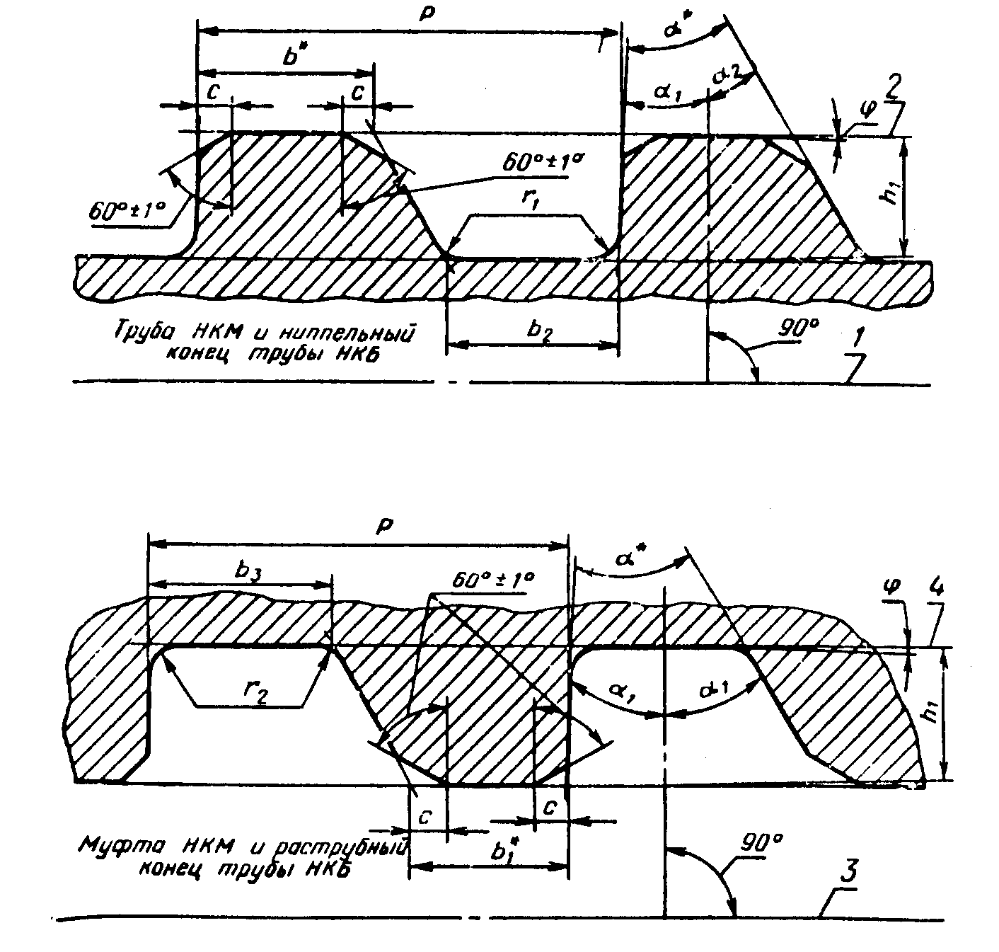 P
b*
c
c
α*
α₁
α₂
φ
2
60°±1°
60°±1°
r₁
h₁
Труба НКМ и ниппельный
конец трубы НКБ
b₂
90°
1
P
b₃
60°±1°
α*
φ
4
r₂
α₁
α1
h₁
c
c
Муфта НКМ и раструбный
конец трубы НКБ
b₁*
90°
3